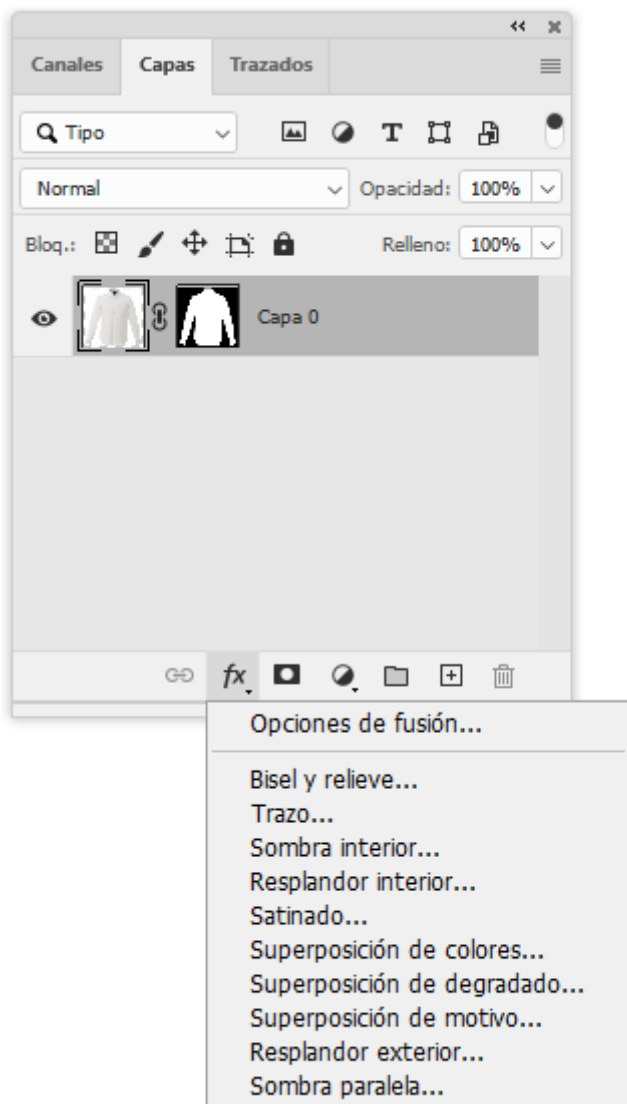 Canales Capas Trazados
Tipo
Normal Opacidad: 100%
Bloq.: Relleno: 100%
Capa 0
fx
Opciones de fusión...
Bisel y relieve...
Trazo...
Sombra interior...
Resplandor interior...
Satinado...
Superposición de colores...
Superposición de degradado...
Superposición de motivo...
Resplandor exterior...
Sombra paralela...